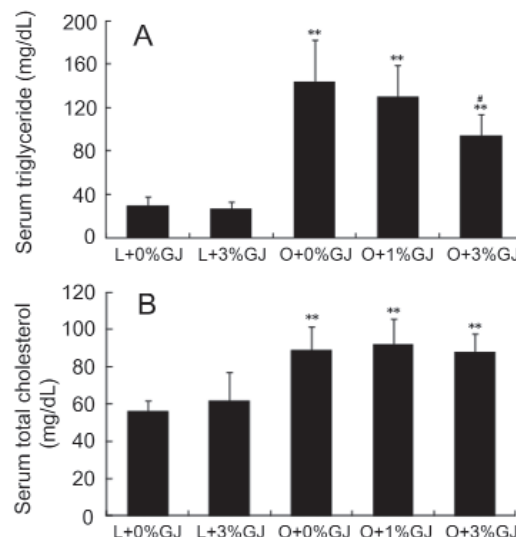 Serum triglyceride (mg/dL)
A
200
160
120
80
40
0
**
**
#
**
L+0%GJ L+3%GJ O+0%GJ O+1%GJ O+3%GJ
Serum total cholesterol
(mg/dL)
B
120
100
80
60
40
20
0
**
**
**
L+0%GJ L+3%GJ O+0%GJ O+1%GJ O+3%GJ